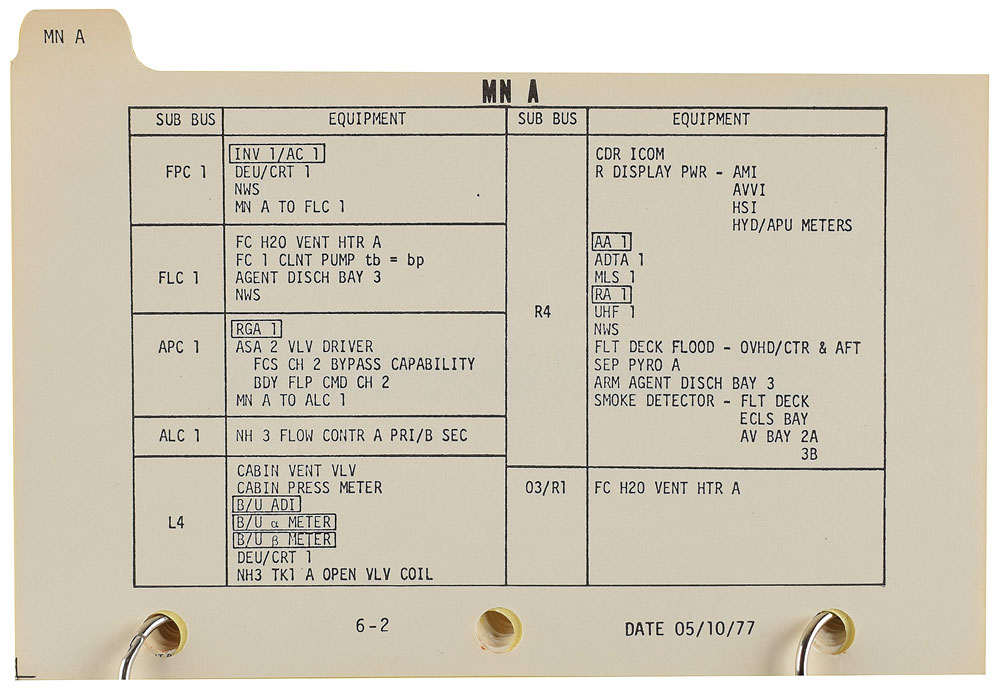 MN A
MN A
SUB BUS EQUIPMENT SUB BUS EQUIPMENT
FPC 1
INV 1/AC 1
DEU/CRT 1
NWS
MN A TO FLC 1
FLC 1
FC H2O VENT HTR A
FC 1 CLNT PUMP tb = bp
AGENT DISCH BAY 3
NWS
APC 1
RGA 1
ASA 2 VLV DRIVER
FCS CH 2 BYPASS CAPABILITY
BDY FLP CMD CH 2
MN A TO ALC 1
ALC 1
NH 3 FLOW CONTR A PRI/B SEC
L4
CABIN VENT VLV
CABIN PRESS METER
B/U ADI
B/U α METER
B/U β METER
DEU/CRT 1
NH3 TK1 A OPEN VLV COIL
R4
CDR ICOM
R DISPLAY PWR - AMI
AVVI
HSI
HYD/APU METERS
AA 1
ADTA 1
MLS 1
RA 1
UHF 1
NWS
FLT DECK FLOOD - OVHD/CTR & AFT
SEP PYRO A
ARM AGENT DISCH BAY 3
SMOKE DETECTOR - FLT DECK
ECLS BAY
AV BAY 2A
3B
03/R1
FC H2O VENT HTR A
6-2
DATE 05/10/77